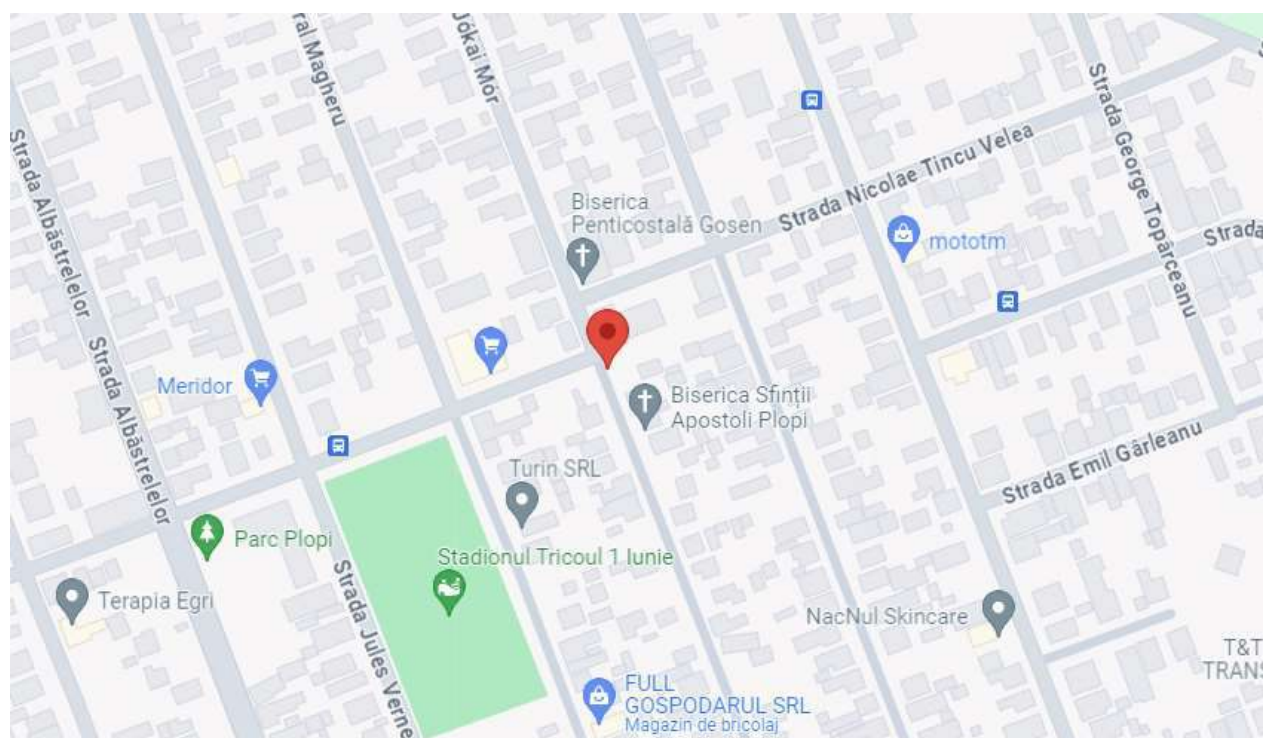 ral Magheru
Jókai Mór
Strada George Topârceanu
Strada Albăstrelelor
Strada Nicolae Tincu Velea
Biserica
Penticostală Gosen
mototm
Strada
Strada Albăstrelelor
Meridor
Biserica Sfinții
Apostoli Plopi
Strada Emil Gârleanu
Turin SRL
Parc Plopi
Stadionul Tricoul 1 Iunie
Terapia Egri
Strada Jules Verne
NacNul Skincare
T&T
TRANS
FULL
GOSPODARUL SRL
Magazin de bricolaj